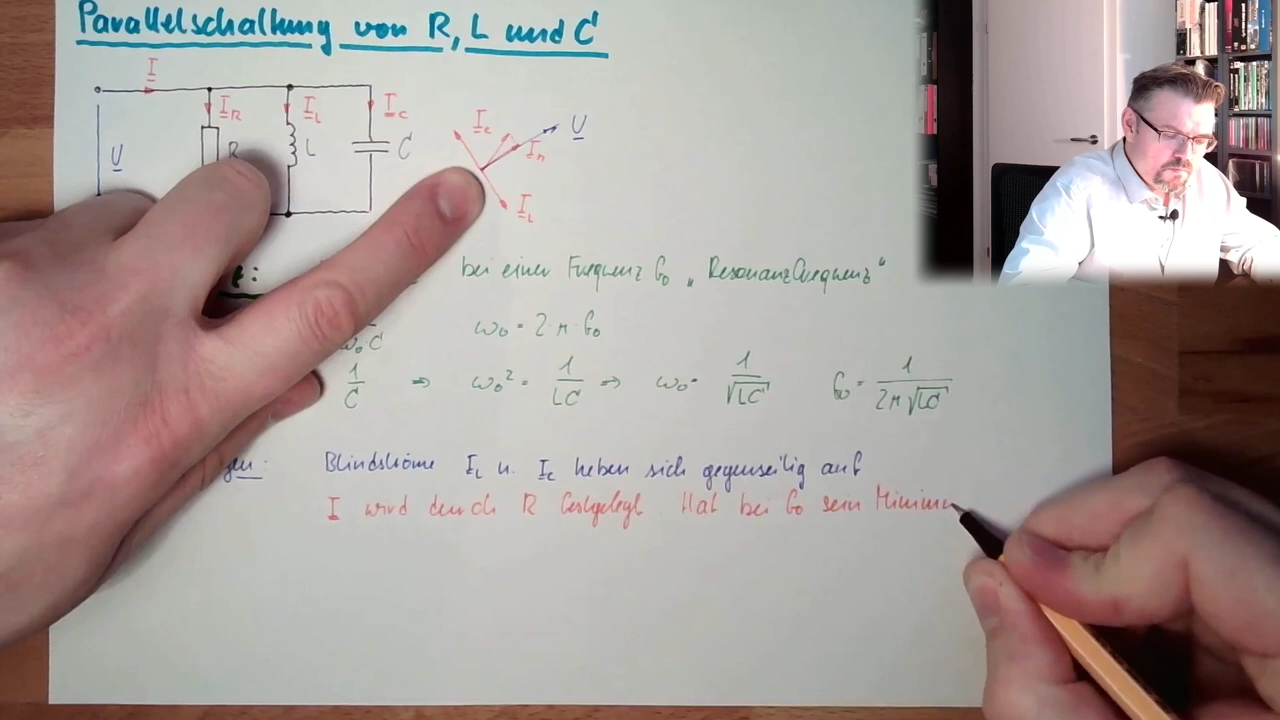 Parallelschaltung von R, L und C
I
I_R I_L I_C
U R L C
I_C U
I_R
I_L
bei einer Frequenz f₀ „Resonanzfrequenz"
ω₀·C ω₀ = 2·π·f₀
1/C ⇒ ω₀² = 1/LC ⇒ ω₀ = 1/√LC f₀ = 1/2π√LC
gen: Blindströme I_L u. I_C heben sich gegenseitig auf
I wird durch R festgelegt. Hat bei f₀ sein Minimum